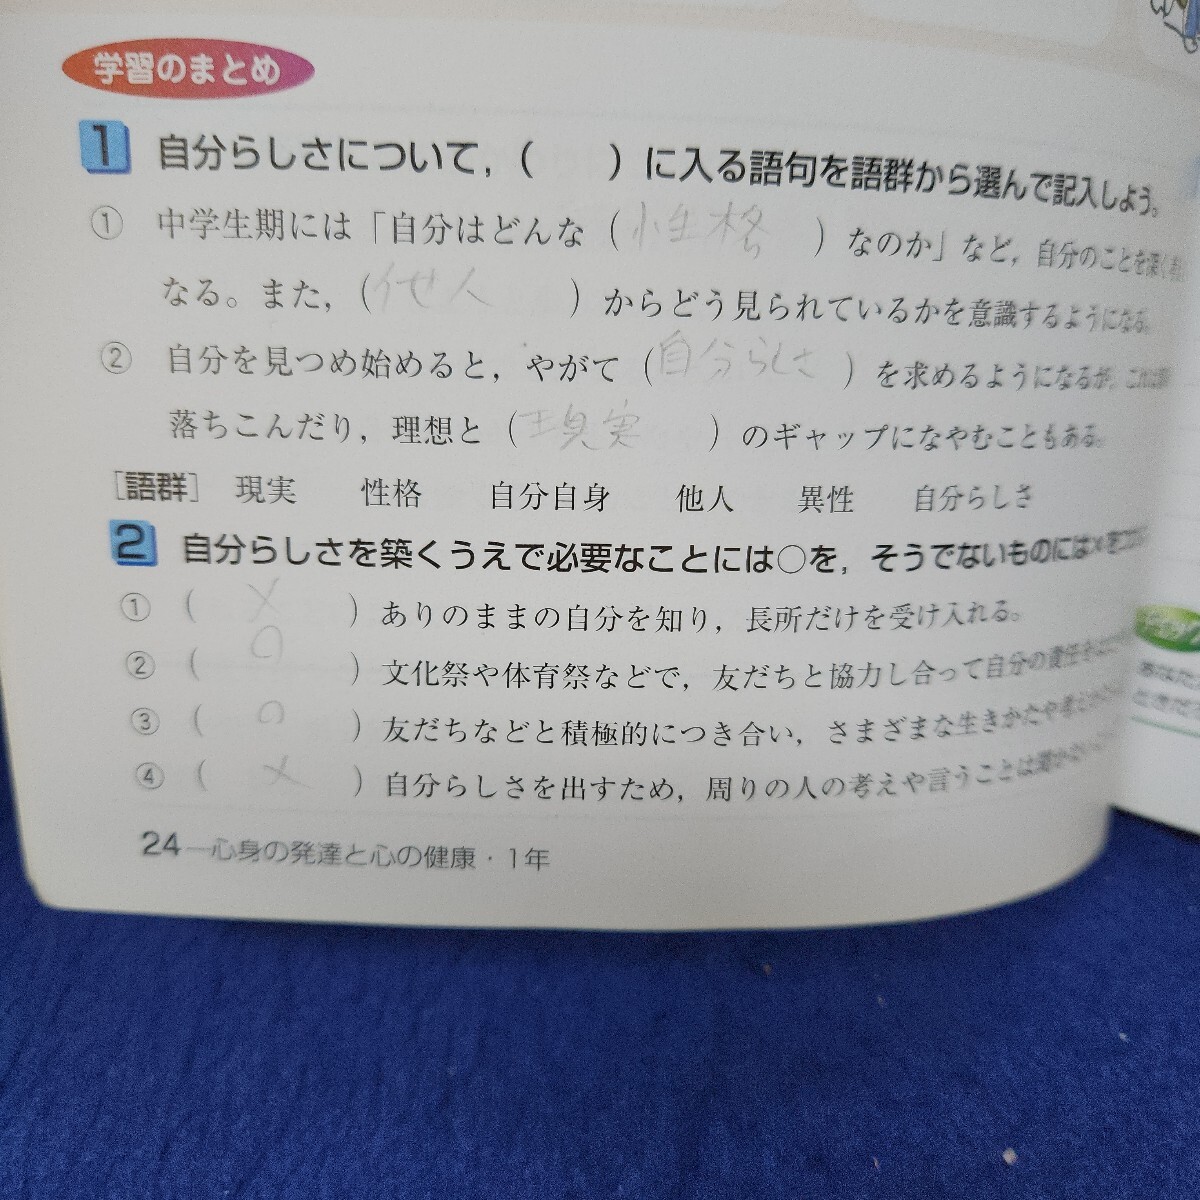 学習のまとめ
1 自分らしさについて，（　　）に入る語句を語群から選んで記入しよう。
① 中学生期には「自分はどんな（性格）なのか」など，自分のことを深く
なる。また，（他人）からどう見られているかを意識するようになる。
② 自分を見つめ始めると，やがて（自分らしさ）を求めるようになるが，
落ちこんだり，理想と（現実）のギャップになやむこともある。
［語群］ 現実　性格　自分自身　他人　異性　自分らしさ
2 自分らしさを築くうえで必要なことには○を，そうでないものには×を
①（ × ）ありのままの自分を知り，長所だけを受け入れる。
②（ ○ ）文化祭や体育祭などで，友だちと協力し合って自分の責任を
③（ ○ ）友だちなどと積極的につき合い，さまざまな生きかたや考え
④（ × ）自分らしさを出すため，周りの人の考えや言うことは聞か
24―心身の発達と心の健康・1年